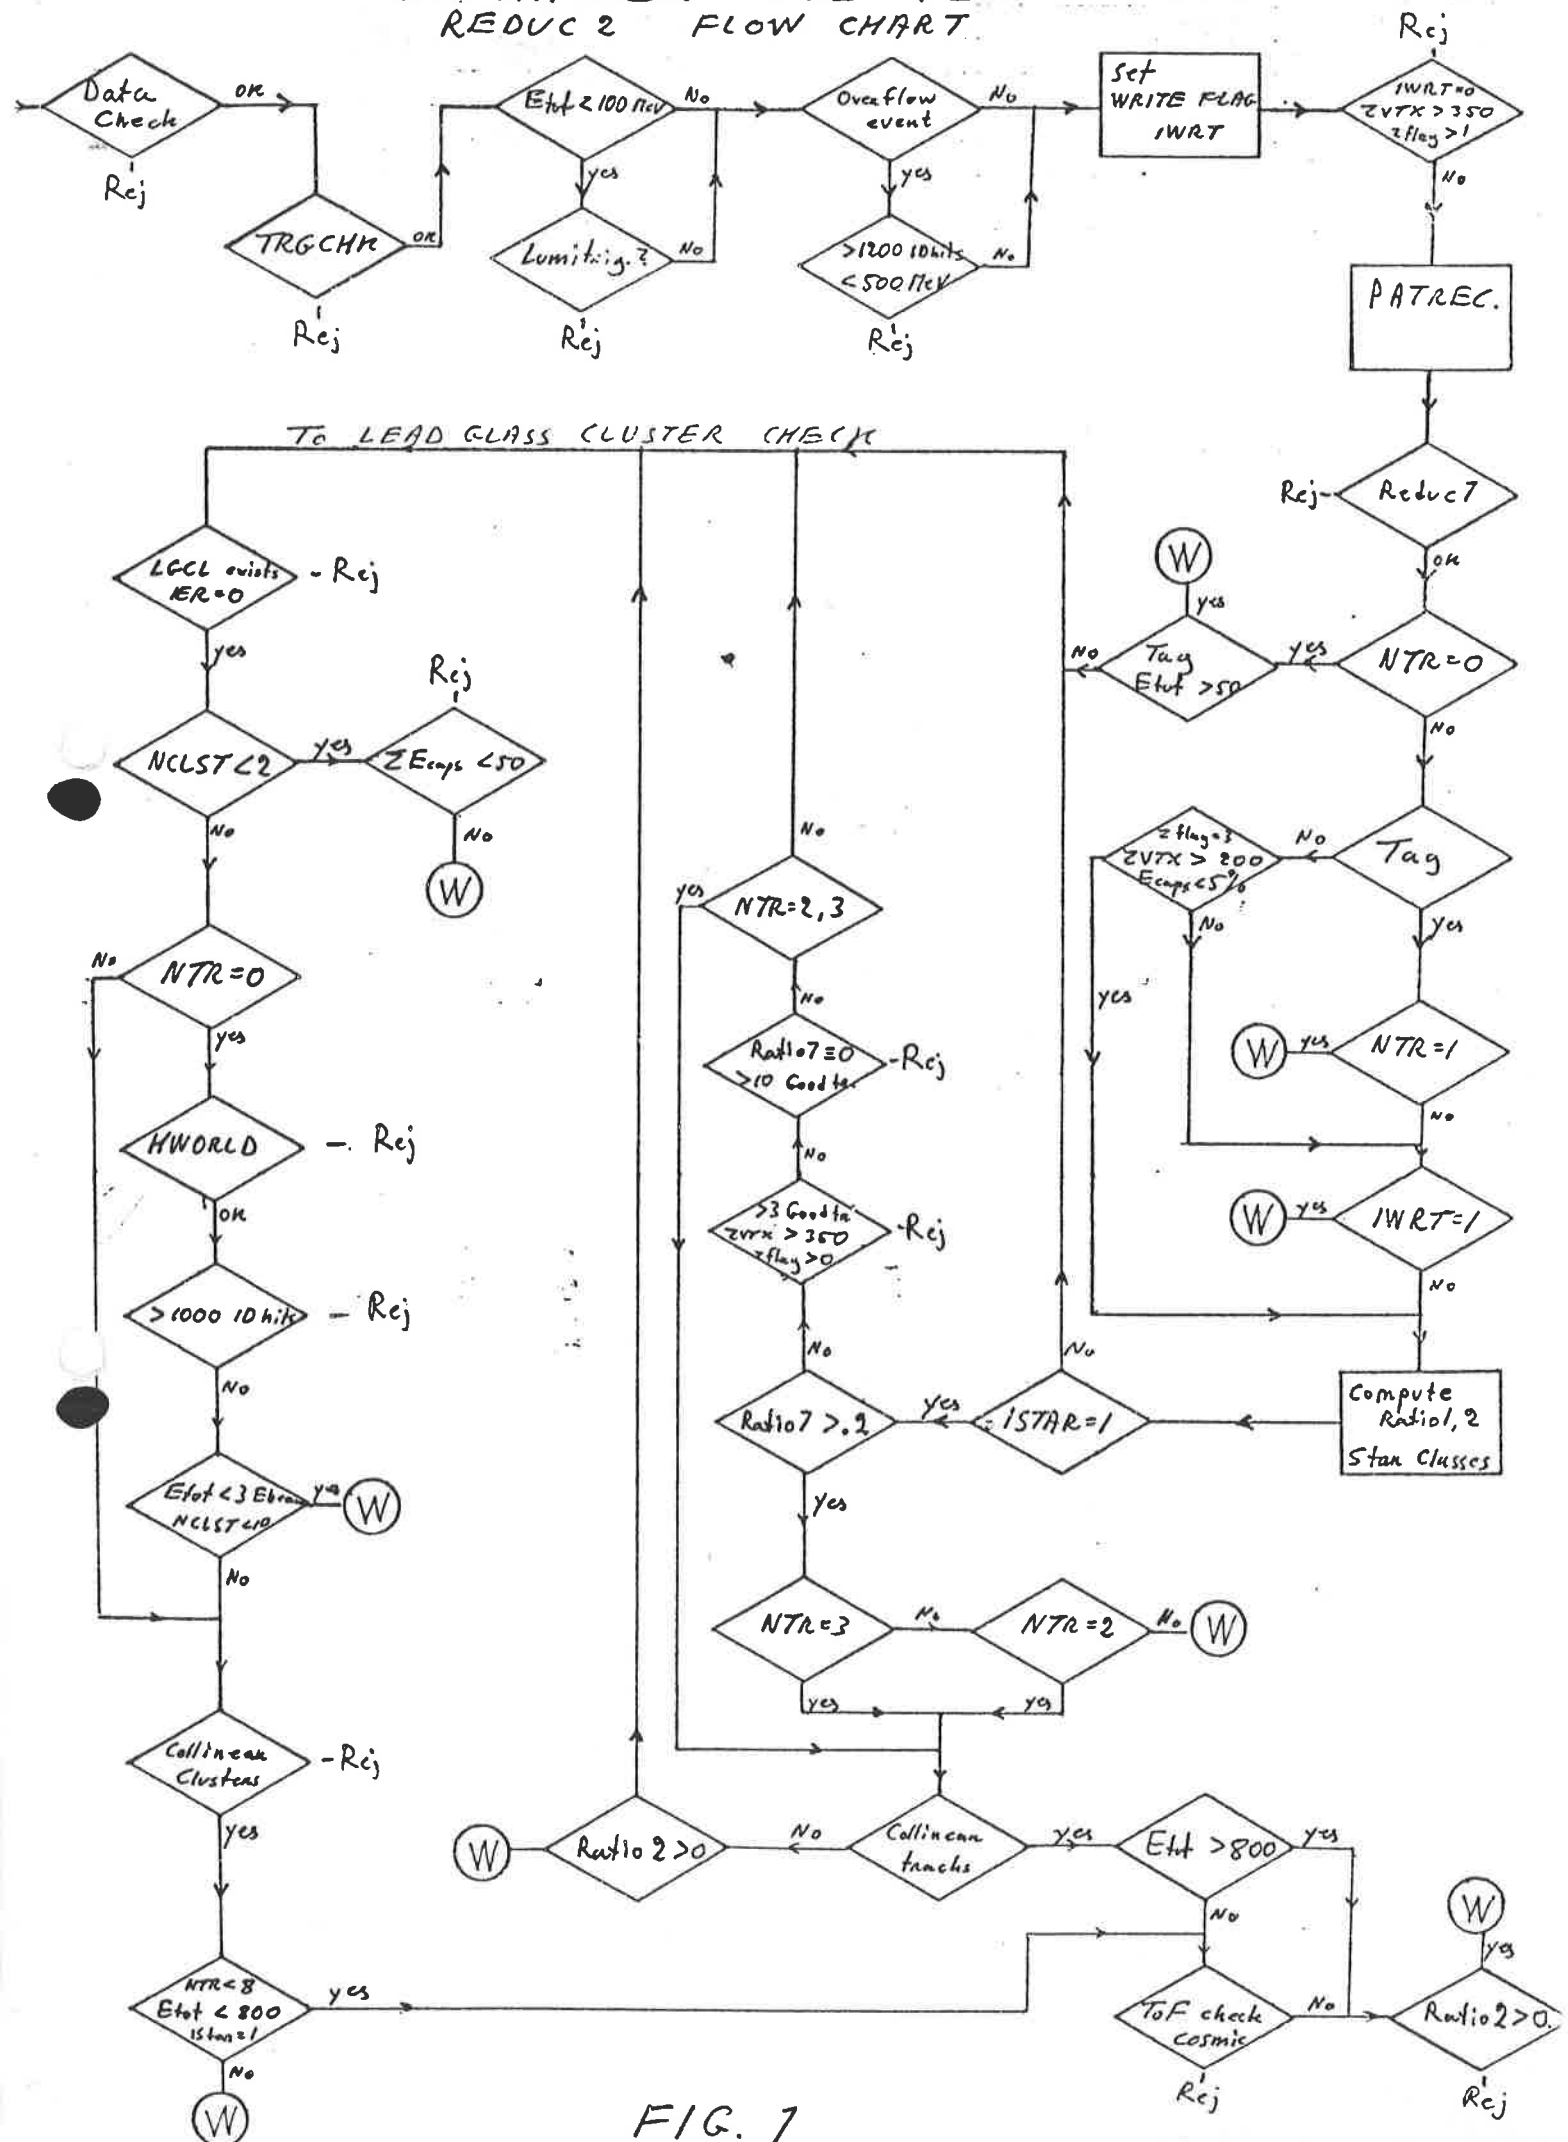 REDUC 2 FLOW CHART
Data
Check
OK
Rej
TRGCHK
OK
Rej
Etot < 100 MeV
No
yes
Lumitrig.?
No
Rej
Overflow
event
No
yes
>1200 ID hits
<500 MeV
No
Rej
Set
WRITE FLAG
IWRT
Rej
IWRT=0
ZVTX > 350
zflag > 1
No
PATREC.
Rej
OK
NTR=0
yes
No
W
yes
Tag
Etot > 50
No
Tag
No
yes
zflag=3
ZVTX > 200
Ecaps<5%
No
yes
NTR=1
yes
W
No
IWRT=1
yes
W
No
Compute
Ratio1,2
Stan Classes
ISTAR=1
yes
No
No
yes
>3 Good tr
ZVTX > 350
zflag>0
-Rej
No
>10 Good tr.
-Rej
No
NTR=2,3
yes
No
NTR=3
No
yes
NTR=2
No
W
yes
Collinear
tracks
No
yes
Ratio 2 >0
W
Etot >800
yes
No
ToF check
cosmic
No
Rej
Ratio 2 >0.
yes
W
Rej
To LEAD GLASS CLUSTER CHECK
LGCL exists
IER=0
- Rej
yes
NCLST<2
yes
No
Rej
ΣEcaps <50
No
W
NTR=0
No
yes
HWORLD
- Rej
OK
>1000 ID hits
- Rej
No
Etot<3 Ebeam
NCLST<10
yes
W
No
Collinear
Clusters
-Rej
yes
NTR<8
Etot < 800
IStar=1
yes
No
W
FIG. 1